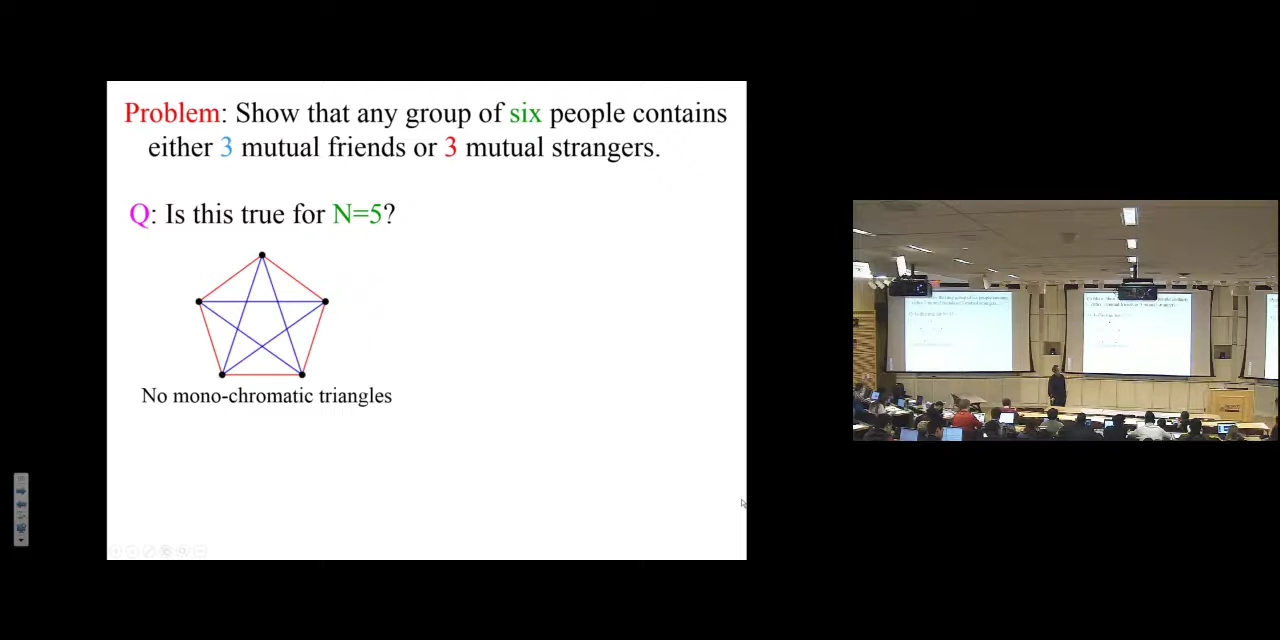 Problem: Show that any group of six people contains
either 3 mutual friends or 3 mutual strangers.
Q: Is this true for N=5?
No mono-chromatic triangles